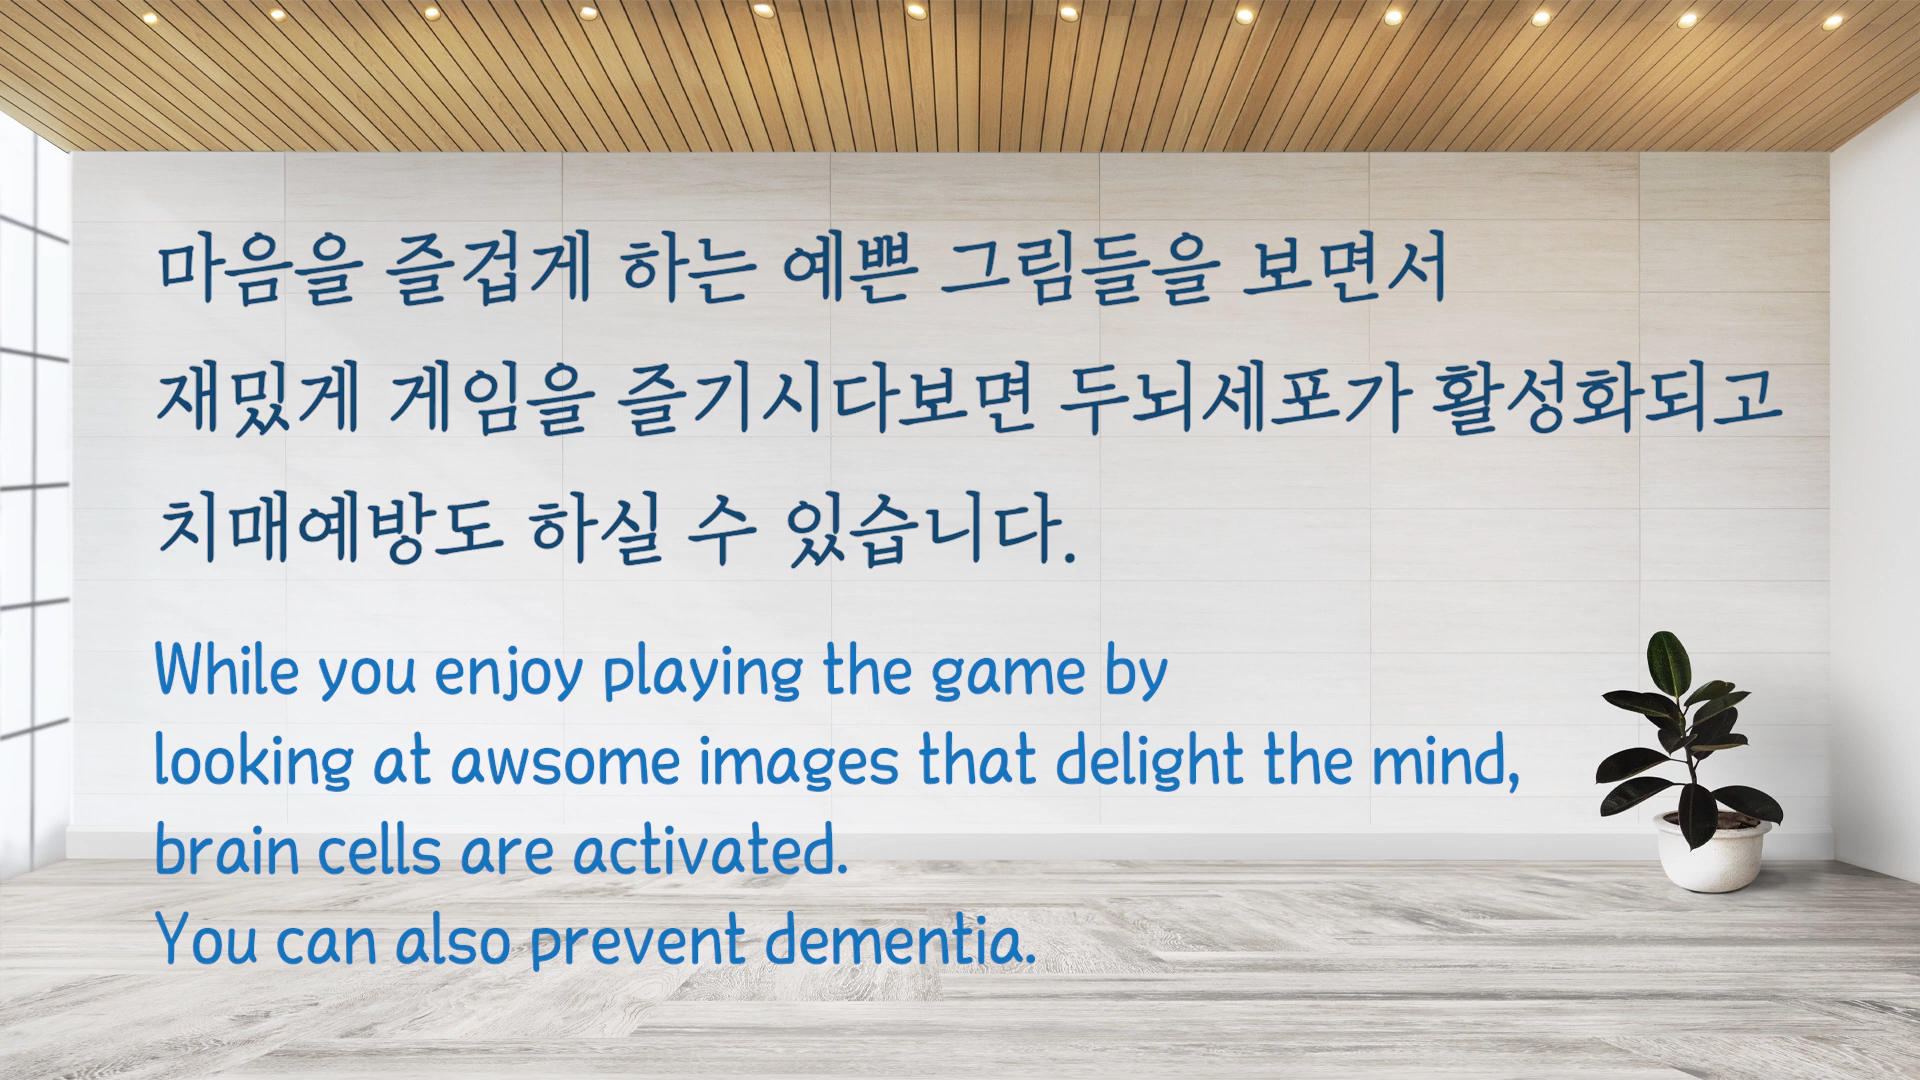 마음을 즐겁게 하는 예쁜 그림들을 보면서
재밌게 게임을 즐기시다보면 두뇌세포가 활성화되고
치매예방도 하실 수 있습니다.
While you enjoy playing the game by
looking at awsome images that delight the mind,
brain cells are activated.
You can also prevent dementia.